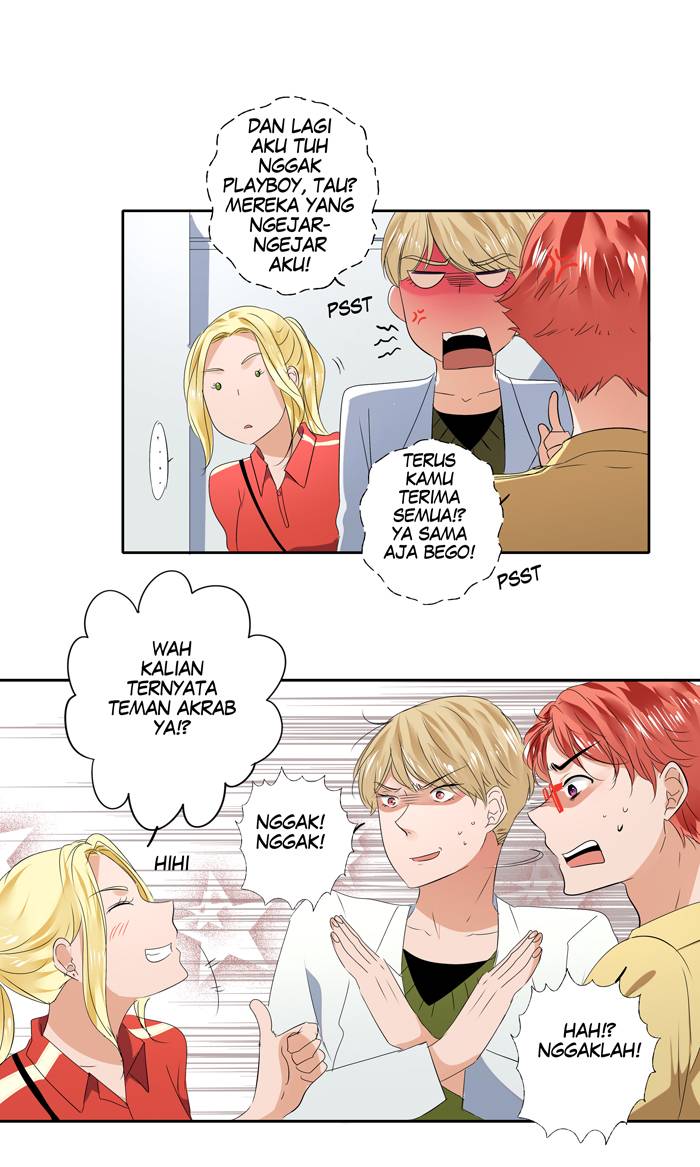 DAN LAGI
AKU TUH
NGGAK
PLAYBOY, TAU?
MEREKA YANG
NGEJAR-
NGEJAR
AKU!
PSST
....
TERUS
KAMU
TERIMA
SEMUA!?
YA SAMA
AJA BEGO!
PSST
WAH
KALIAN
TERNYATA
TEMAN AKRAB
YA!?
HIHI
NGGAK!
NGGAK!
HAH!?
NGGAKLAH!